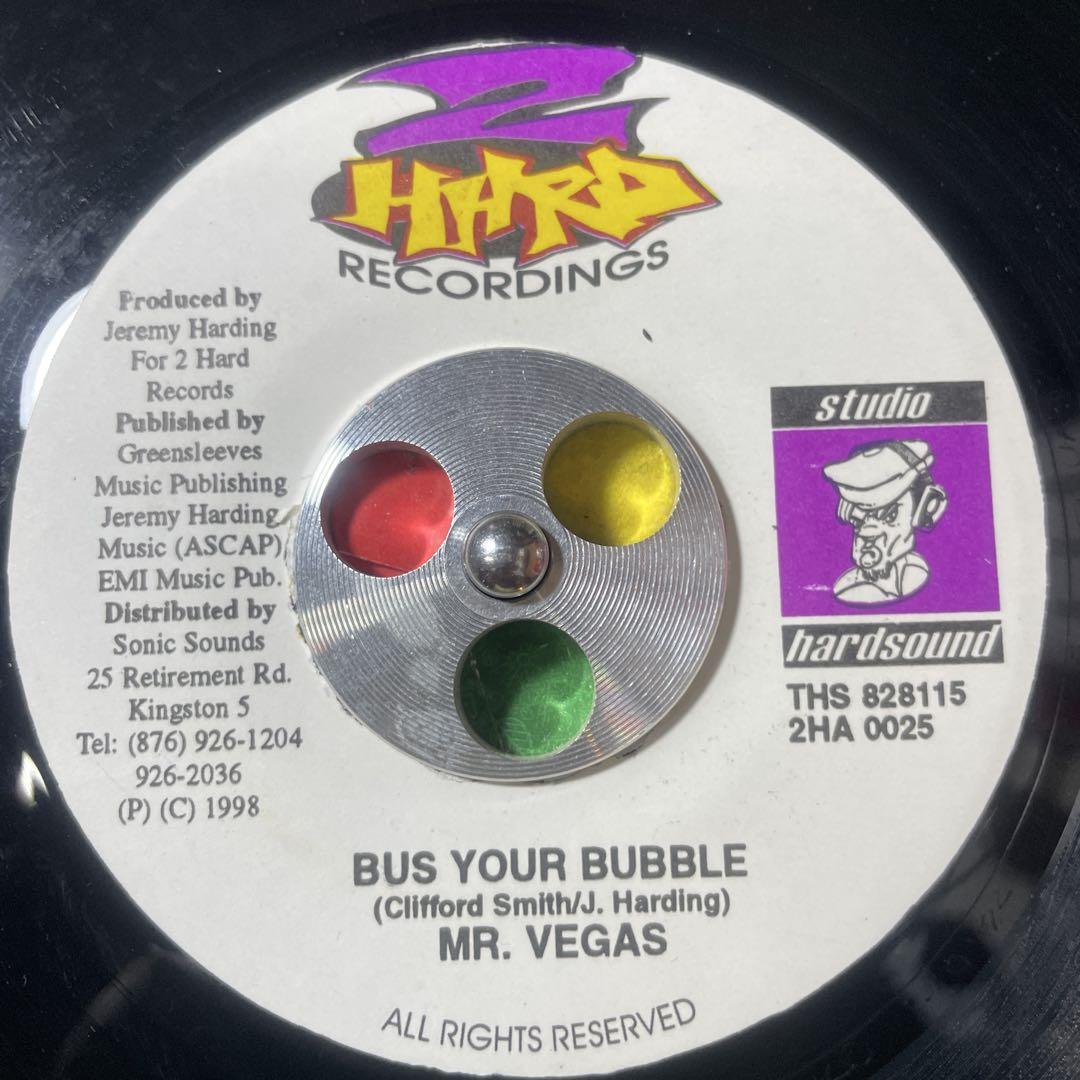 2
HARD
RECORDINGS
Produced by
Jeremy Harding
For 2 Hard
Records
Published by
Greensleeves
Music Publishing
Jeremy Harding
Music (ASCAP)
EMI Music Pub.
Distributed by
Sonic Sounds
25 Retirement Rd.
Kingston 5
Tel: (876) 926-1204
926-2036
(P) (C) 1998
studio
hardsound
THS 828115
2HA 0025
BUS YOUR BUBBLE
(Clifford Smith/J. Harding)
MR. VEGAS
ALL RIGHTS RESERVED